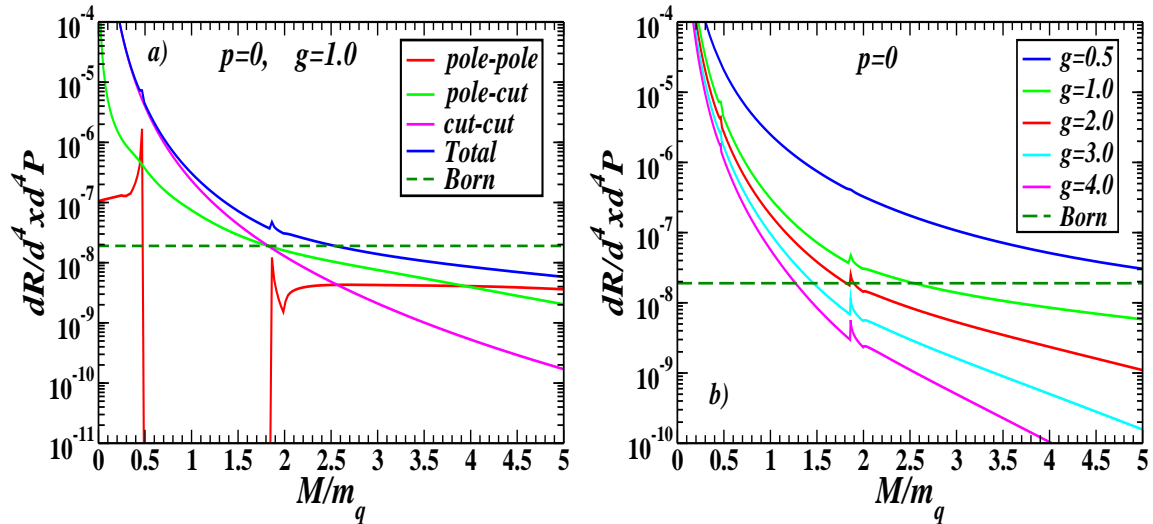 a)
p=0, g=1.0
pole-pole
pole-cut
cut-cut
Total
Born
10^-4
10^-5
10^-6
10^-7
10^-8
10^-9
10^-10
10^-11
dR/d^4xd^4P
0 0.5 1 1.5 2 2.5 3 3.5 4 4.5 5
M/m_q
p=0
g=0.5
g=1.0
g=2.0
g=3.0
g=4.0
Born
b)
10^-4
10^-5
10^-6
10^-7
10^-8
10^-9
10^-10
dR/d^4xd^4P
0 0.5 1 1.5 2 2.5 3 3.5 4 4.5 5
M/m_q